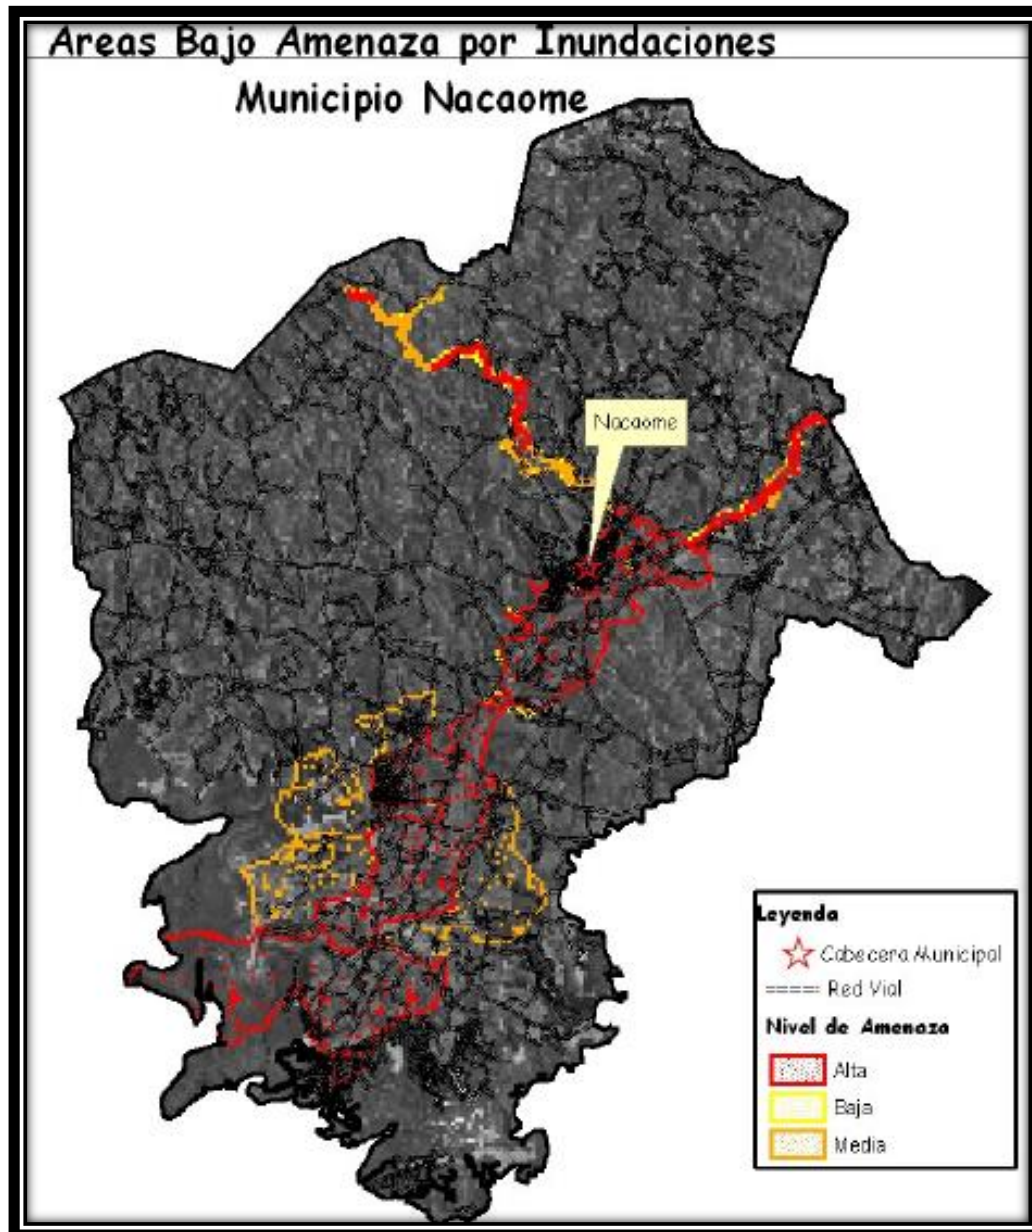 Areas Bajo Amenaza por Inundaciones
Municipio Nacaome
Nacaome
Leyenda
Cabecera Municipal
Red Vial
Nivel de Amenaza
Alta
Baja
Media